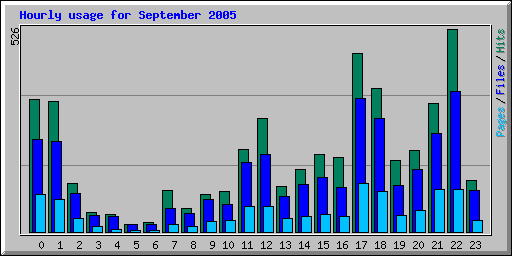 Hourly usage for September 2005
526
Pages / Files / Hits
0 1 2 3 4 5 6 7 8 9 10 11 12 13 14 15 16 17 18 19 20 21 22 23